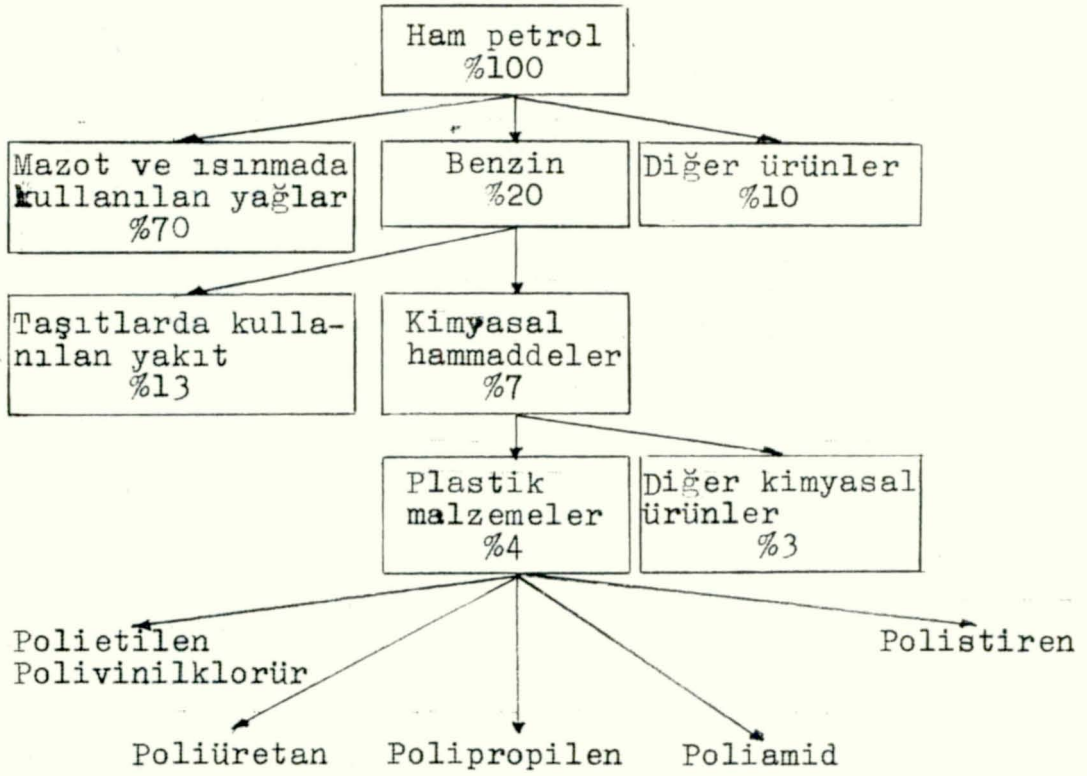 Ham petrol
%100
Mazot ve ısınmada
kullanılan yağlar
%70
Benzin
%20
Diğer ürünler
%10
Taşıtlarda kulla-
nılan yakıt
%13
Kimyasal
hammaddeler
%7
Plastik
malzemeler
%4
Diğer kimyasal
ürünler
%3
Polietilen
Polivinilklorür
Polistiren
Poliüretan
Polipropilen
Poliamid